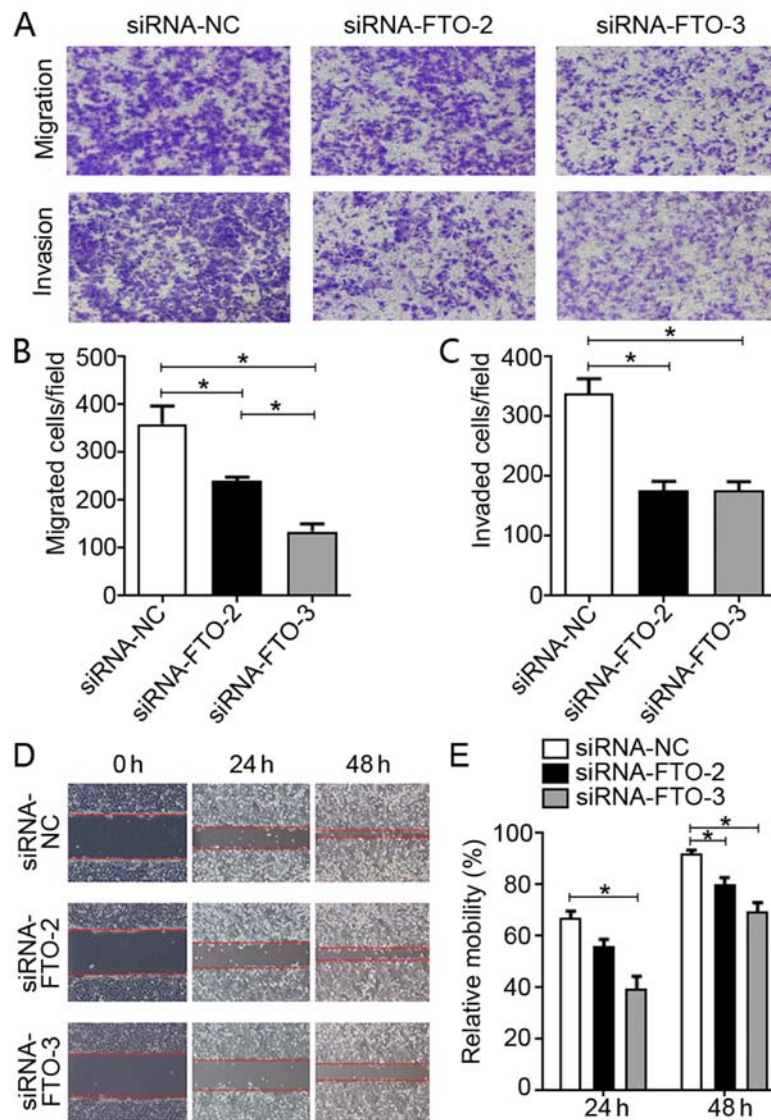 A
siRNA-NC
siRNA-FTO-2
siRNA-FTO-3
Migration
Invasion
B
Migrated cells/field
500
400
300
200
100
0
*
*
*
siRNA-NC
siRNA-FTO-2
siRNA-FTO-3
C
Invaded cells/field
400
300
200
100
0
*
*
siRNA-NC
siRNA-FTO-2
siRNA-FTO-3
D
0 h
24 h
48 h
siRNA-
NC
siRNA-
FTO-2
siRNA-
FTO-3
E
siRNA-NC
siRNA-FTO-2
siRNA-FTO-3
Relative mobility (%)
100
80
60
40
20
0
*
*
*
24 h
48 h